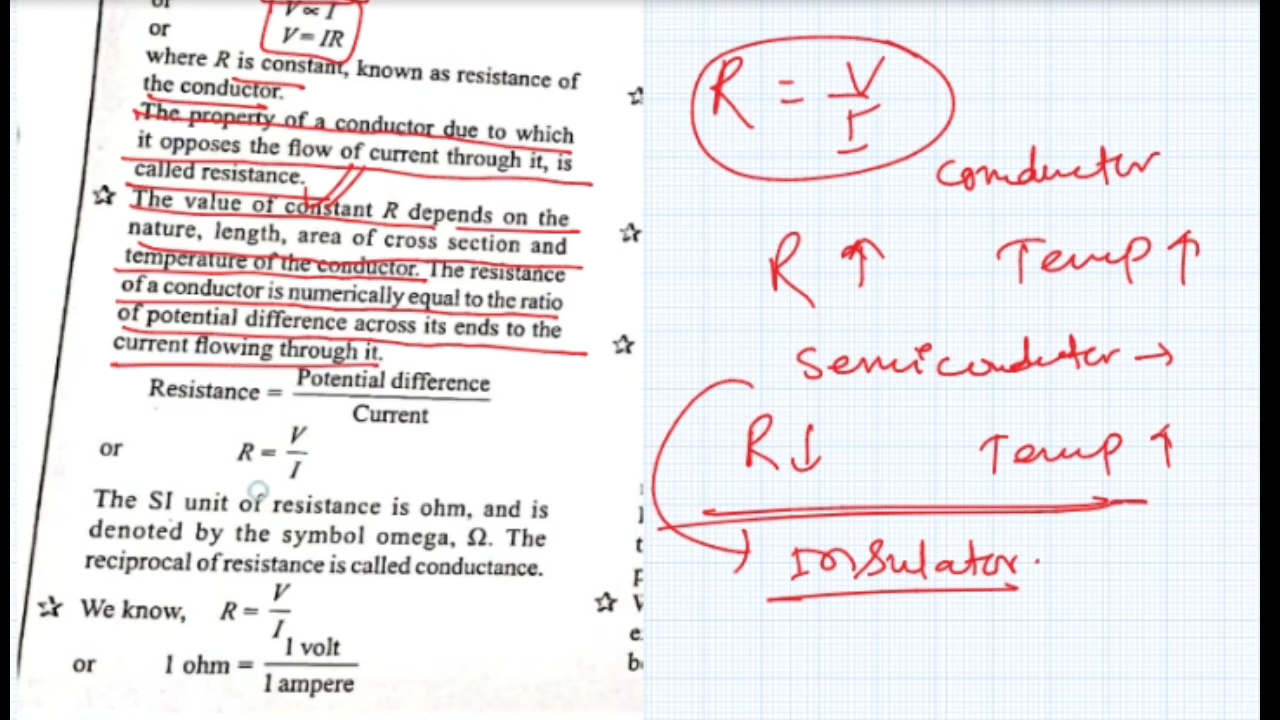 or
V ∝ I
or
V = IR
where R is constant, known as resistance of
the conductor.
The property of a conductor due to which
it opposes the flow of current through it, is
called resistance.
☆ The value of constant R depends on the
nature, length, area of cross section and
temperature of the conductor. The resistance
of a conductor is numerically equal to the ratio
of potential difference across its ends to the
current flowing through it.
Resistance = Potential difference
Current
or R = V
I
The SI unit of resistance is ohm, and is
denoted by the symbol omega, Ω. The
reciprocal of resistance is called conductance.
☆ We know, R = V
I
or 1 ohm = 1 volt
1 ampere
R = V
I
conductor
R ↑ Temp ↑
Semiconductor →
R ↓ Temp ↑
Insulator.